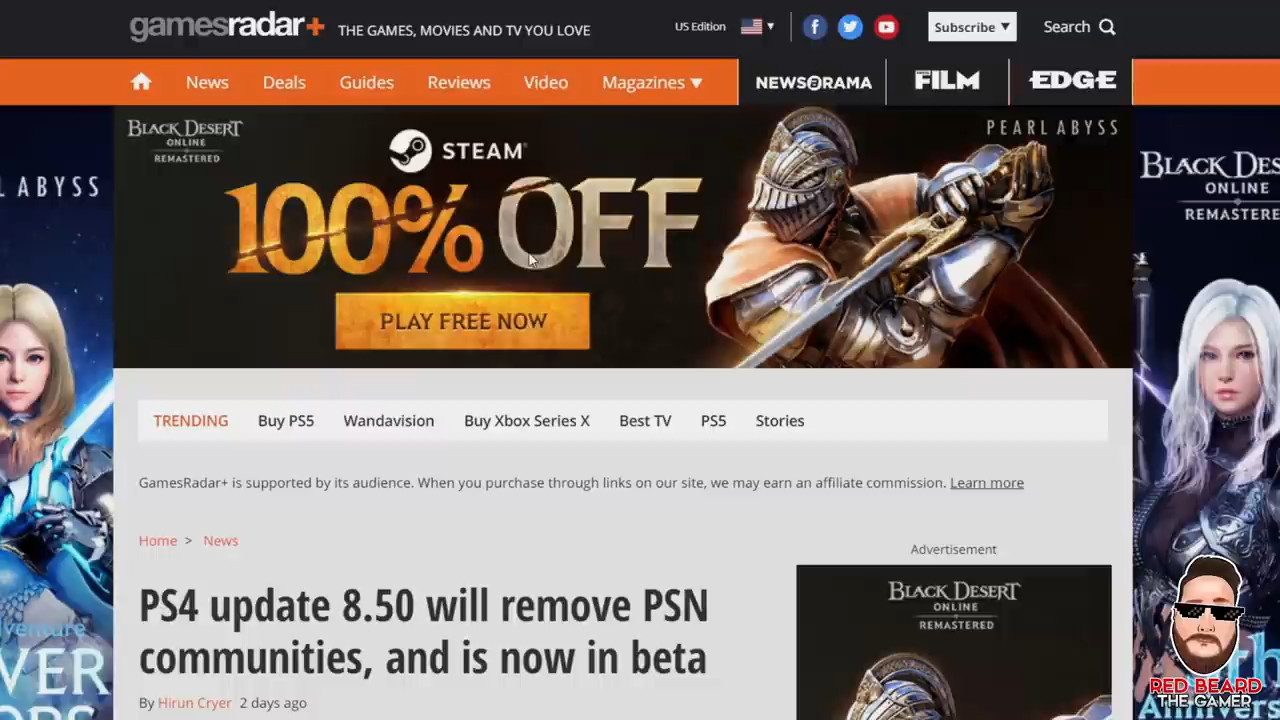 gamesradar+ THE GAMES, MOVIES AND TV YOU LOVE US Edition Subscribe Search
News Deals Guides Reviews Video Magazines NEWSARAMA FILM EDGE
BLACK DESERT
ONLINE
REMASTERED
STEAM
100% OFF
PLAY FREE NOW
PEARL ABYSS
L ABYSS
BLACK DES
ONLINE
REMASTERE
TRENDING Buy PS5 Wandavision Buy Xbox Series X Best TV PS5 Stories
GamesRadar+ is supported by its audience. When you purchase through links on our site, we may earn an affiliate commission. Learn more
Home > News
Advertisement
PS4 update 8.50 will remove PSN
communities, and is now in beta
By Hirun Cryer 2 days ago
BLACK DESERT
ONLINE
REMASTERED
dventure
VER
RED BEARD
THE GAMER
Anniversa